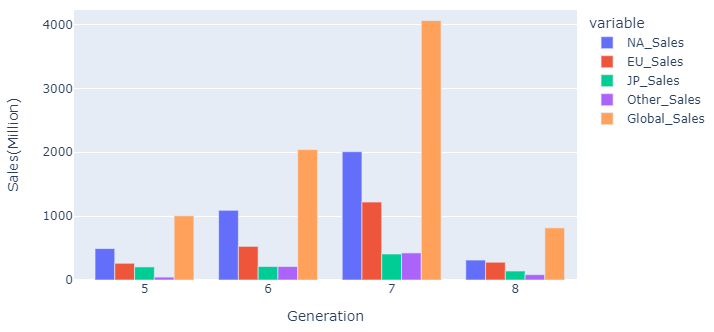 variable
NA_Sales
EU_Sales
JP_Sales
Other_Sales
Global_Sales
Sales(Million)
4000
3000
2000
1000
0
5 6 7 8
Generation